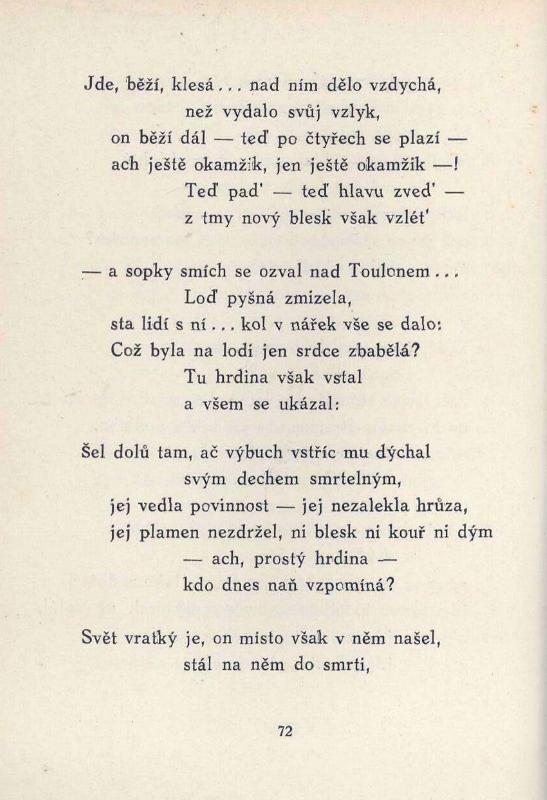 Jde, běží, klesá... nad ním dělo vzdychá,
než vydalo svůj vzlyk,
on běží dál — teď po čtyřech se plazí —
ach ještě okamžik, jen ještě okamžik —!
Teď paď — teď hlavu zveď —
z tmy nový blesk však vzléť
— a sopky smích se ozval nad Toulonem...
Loď pyšná zmizela,
sta lidí s ní... kol v nářek vše se dalo:
Což byla na lodi jen srdce zbabělá?
Tu hrdina však vstal
a všem se ukázal:
Šel dolů tam, ač výbuch vstříc mu dýchal
svým dechem smrtelným,
jej vedla povinnost — jej nezalekla hrůza,
jej plamen nezdržel, ni blesk ni kouř ni dým
— ach, prostý hrdina —
kdo dnes naň vzpomíná?
Svět vratký je, on místo však v něm našel,
stál na něm do smrti,
72